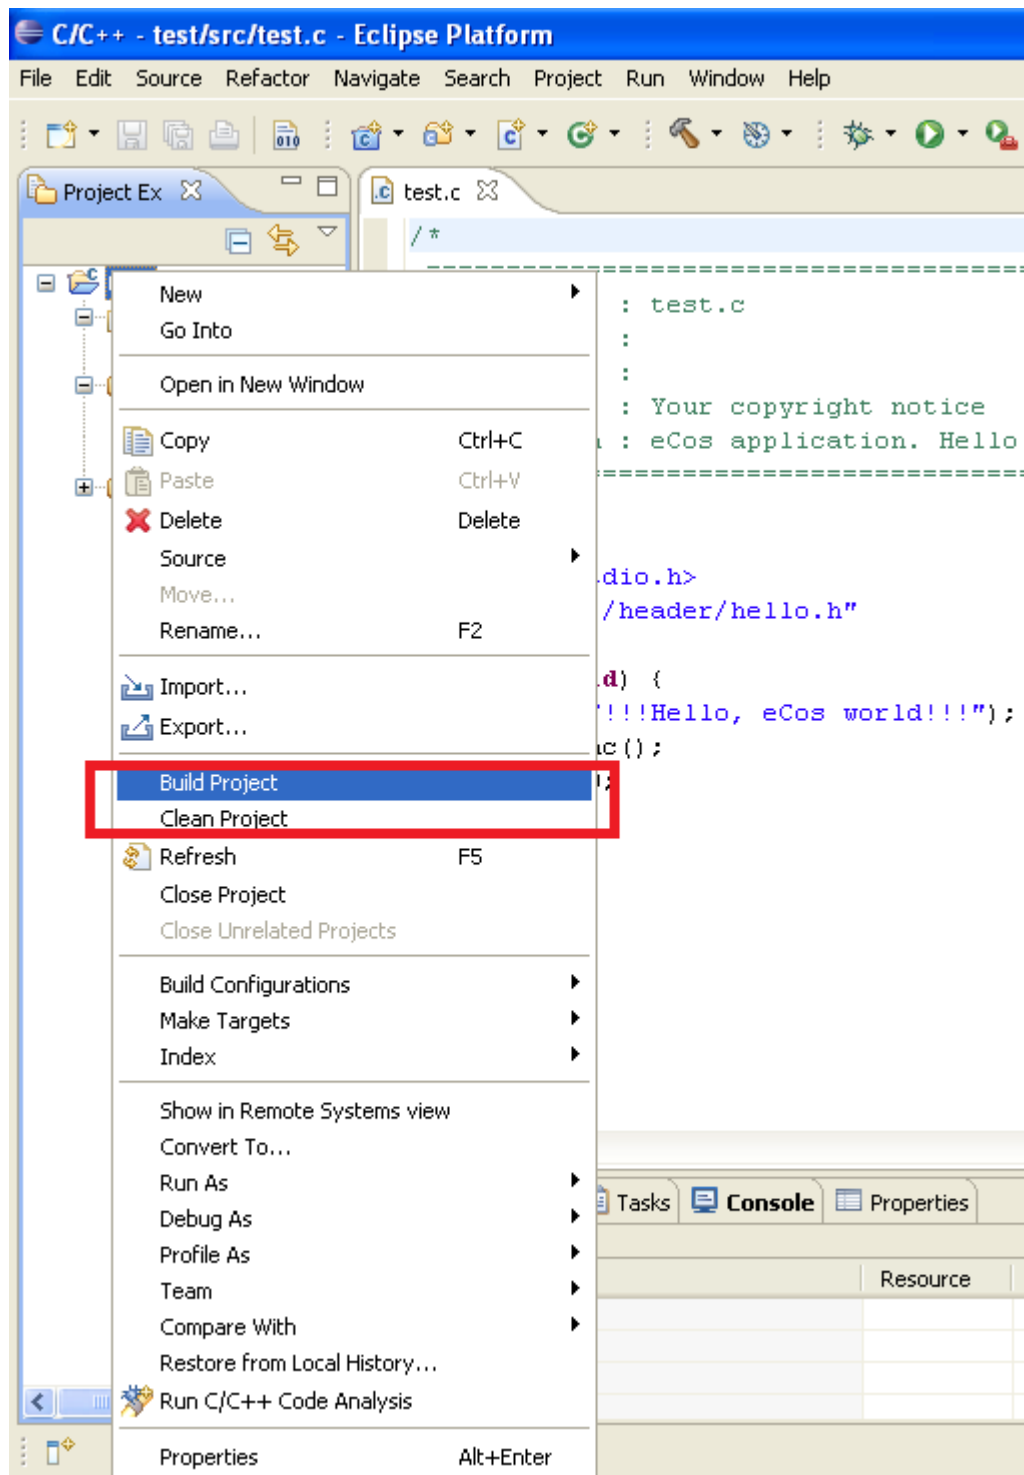 C/C++ - test/src/test.c - Eclipse Platform
File Edit Source Refactor Navigate Search Project Run Window Help
010
Project Ex
test.c
/*
: test.c
:
:
: Your copyright notice
: eCos application. Hello
dio.h>
/header/hello.h"
d) {
!!!Hello, eCos world!!!");
c();
;
New
Go Into
Open in New Window
Copy Ctrl+C
Paste Ctrl+V
Delete Delete
Source
Move...
Rename... F2
Import...
Export...
Build Project
Clean Project
Refresh F5
Close Project
Close Unrelated Projects
Build Configurations
Make Targets
Index
Show in Remote Systems view
Convert To...
Run As
Debug As
Profile As
Team
Compare With
Restore from Local History...
Run C/C++ Code Analysis
Properties Alt+Enter
Tasks Console Properties
Resource